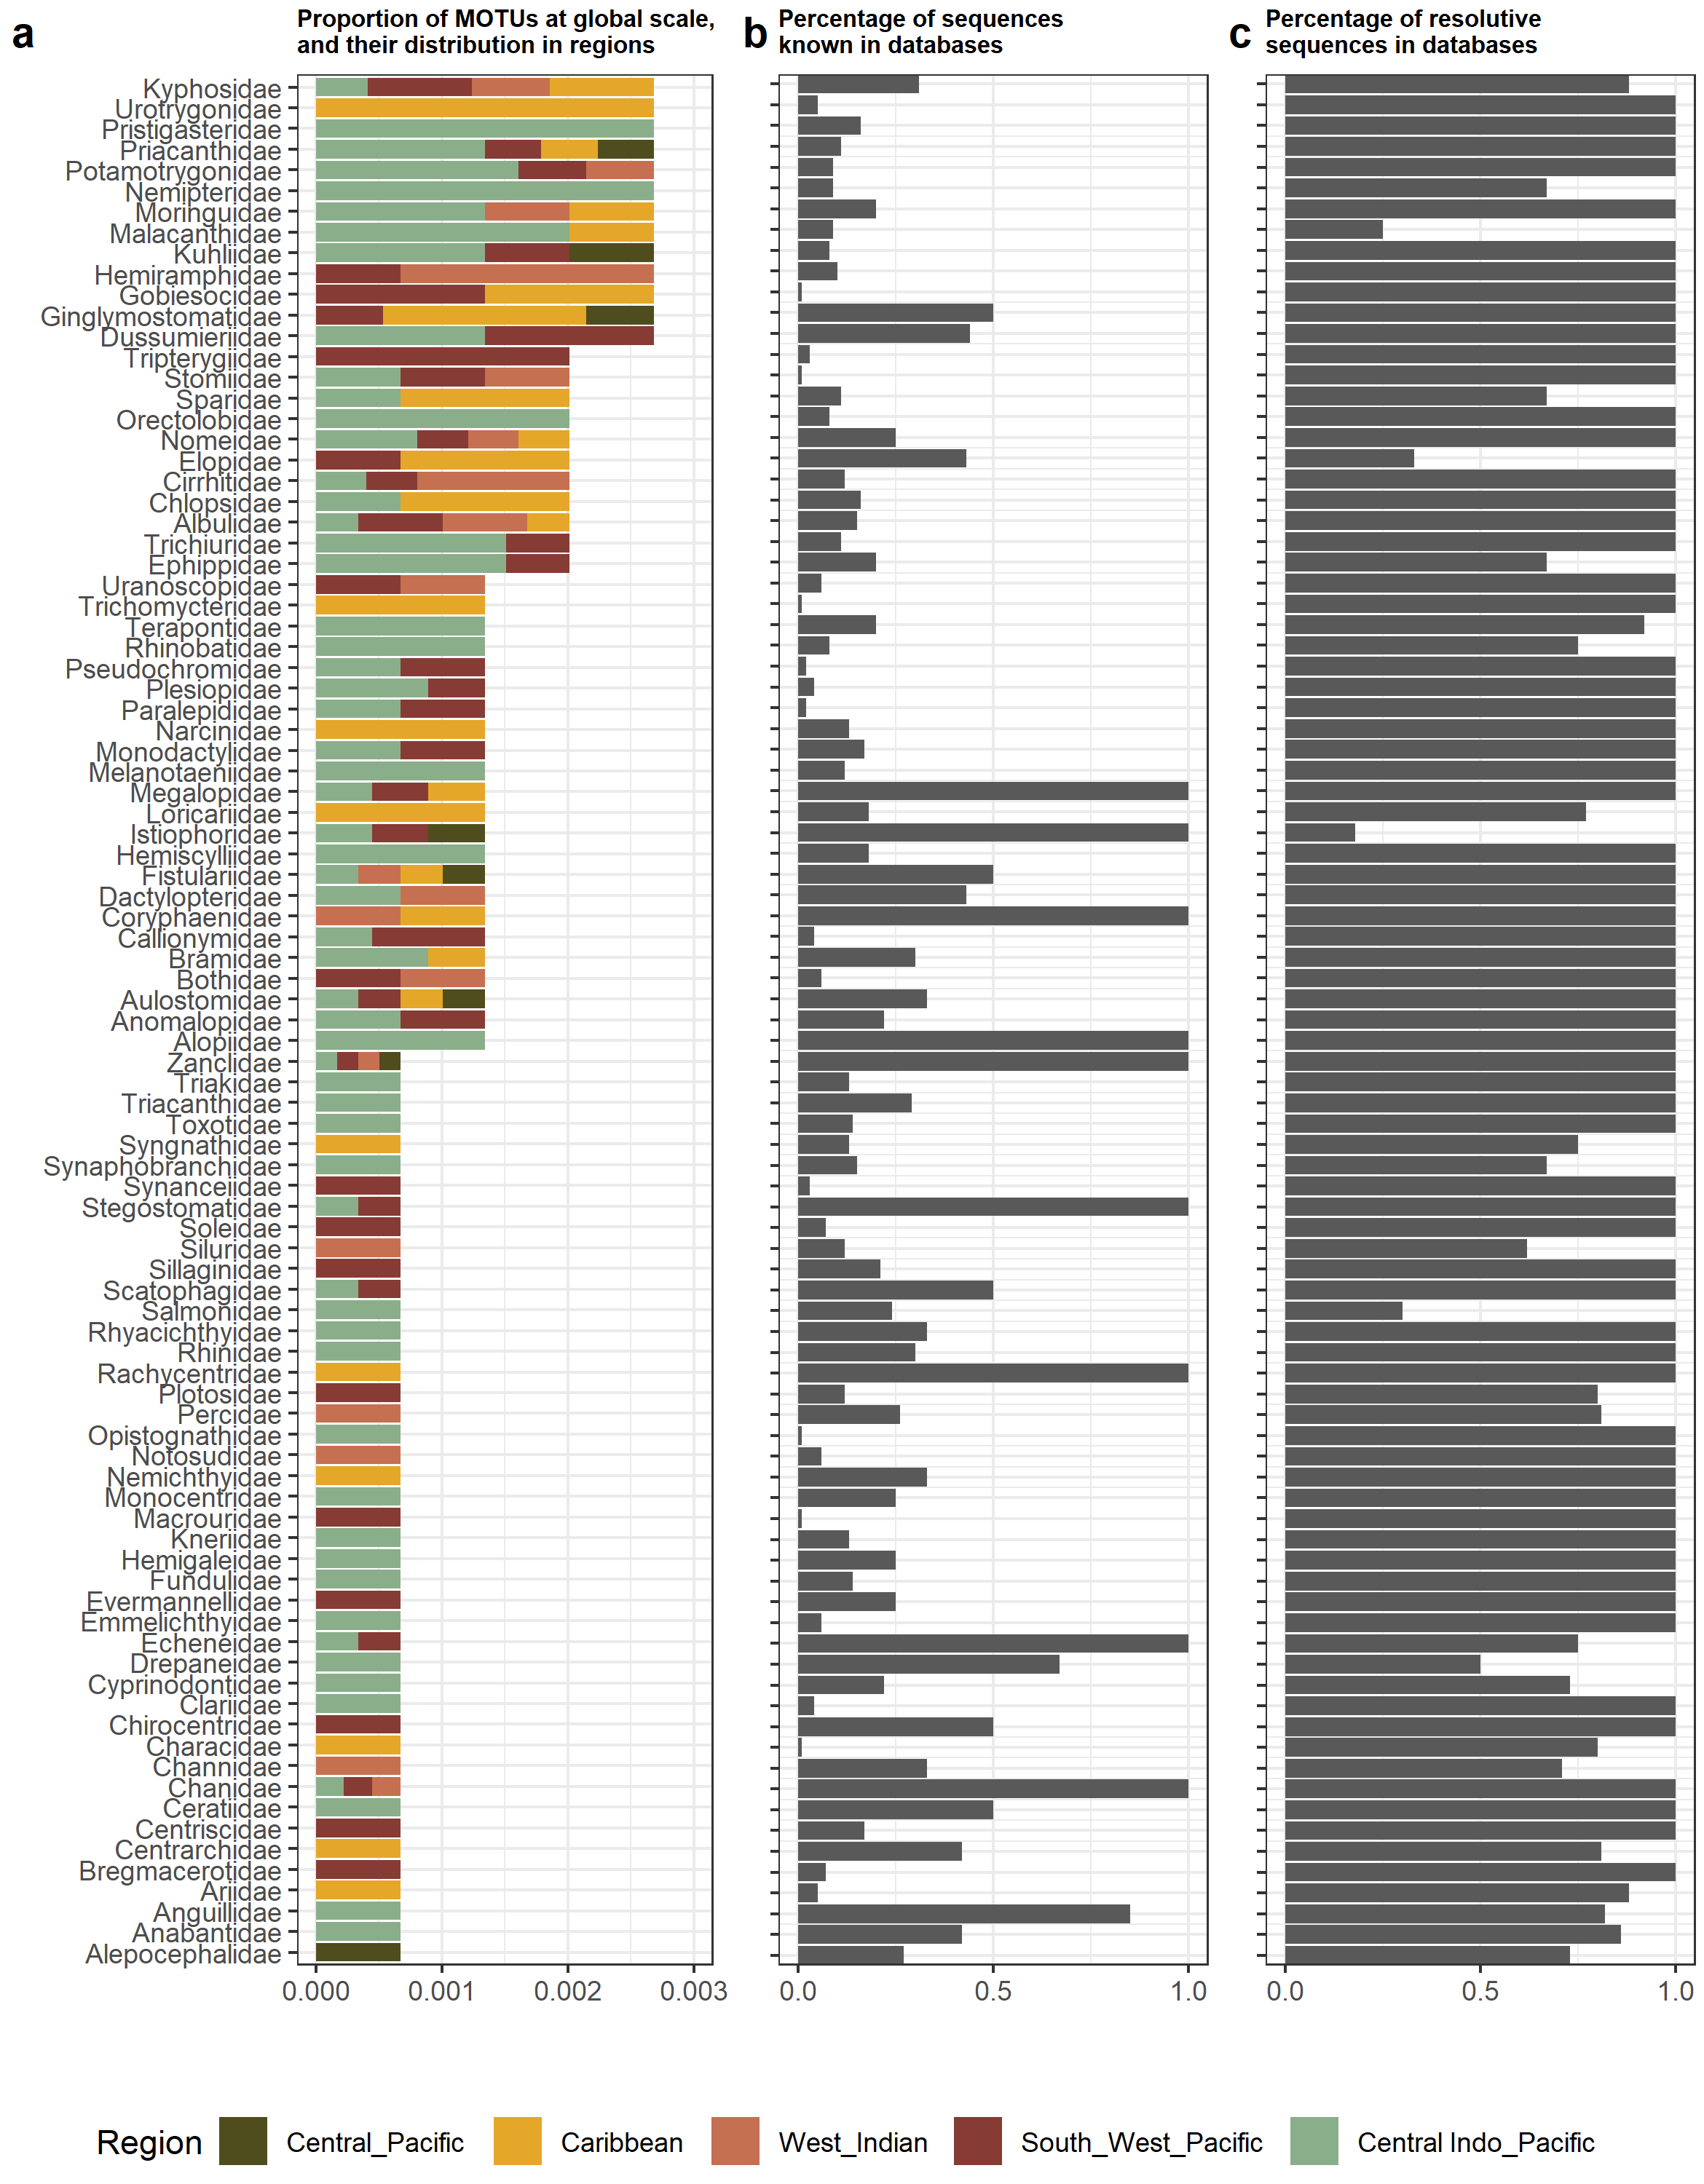 a
Proportion of MOTUs at global scale,
and their distribution in regions
b
Percentage of sequences
known in databases
c
Percentage of resolutive
sequences in databases
Kyphosidae
Urotrygonidae
Pristigasteridae
Priacanthidae
Potamotrygonidae
Nemipteridae
Moringuidae
Malacanthidae
Kuhliidae
Hemiramphidae
Gobiesocidae
Ginglymostomatidae
Dussumieriidae
Tripterygiidae
Stomiidae
Sparidae
Orectolobidae
Nomeidae
Elopidae
Cirrhitidae
Chlopsidae
Albulidae
Trichiuridae
Ephippidae
Uranoscopidae
Trichomycteridae
Terapontidae
Rhinobatidae
Pseudochromidae
Plesiopidae
Paralepididae
Narcinidae
Monodactylidae
Melanotaeniidae
Megalopidae
Loricariidae
Istiophoridae
Hemiscylliidae
Fistulariidae
Dactylopteridae
Coryphaenidae
Callionymidae
Bramidae
Bothidae
Aulostomidae
Anomalopidae
Alopiidae
Zanclidae
Triakidae
Triacanthidae
Toxotidae
Syngnathidae
Synaphobranchidae
Synanceiidae
Stegostomatidae
Soleidae
Siluridae
Sillaginidae
Scatophagidae
Salmonidae
Rhyacichthyidae
Rhinidae
Rachycentridae
Plotosidae
Percidae
Opistognathidae
Notosudidae
Nemichthyidae
Monocentridae
Macrouridae
Kneriidae
Hemigaleidae
Fundulidae
Evermannellidae
Emmelichthyidae
Echeneidae
Drepaneidae
Cyprinodontidae
Clariidae
Chirocentridae
Characidae
Channidae
Chanidae
Ceratiidae
Centriscidae
Centrarchidae
Bregmacerotidae
Ariidae
Anguillidae
Anabantidae
Alepocephalidae
0.000 0.001 0.002 0.003
0.0 0.5 1.0
0.0 0.5 1.0
Region Central_Pacific Caribbean West_Indian South_West_Pacific Central Indo_Pacific